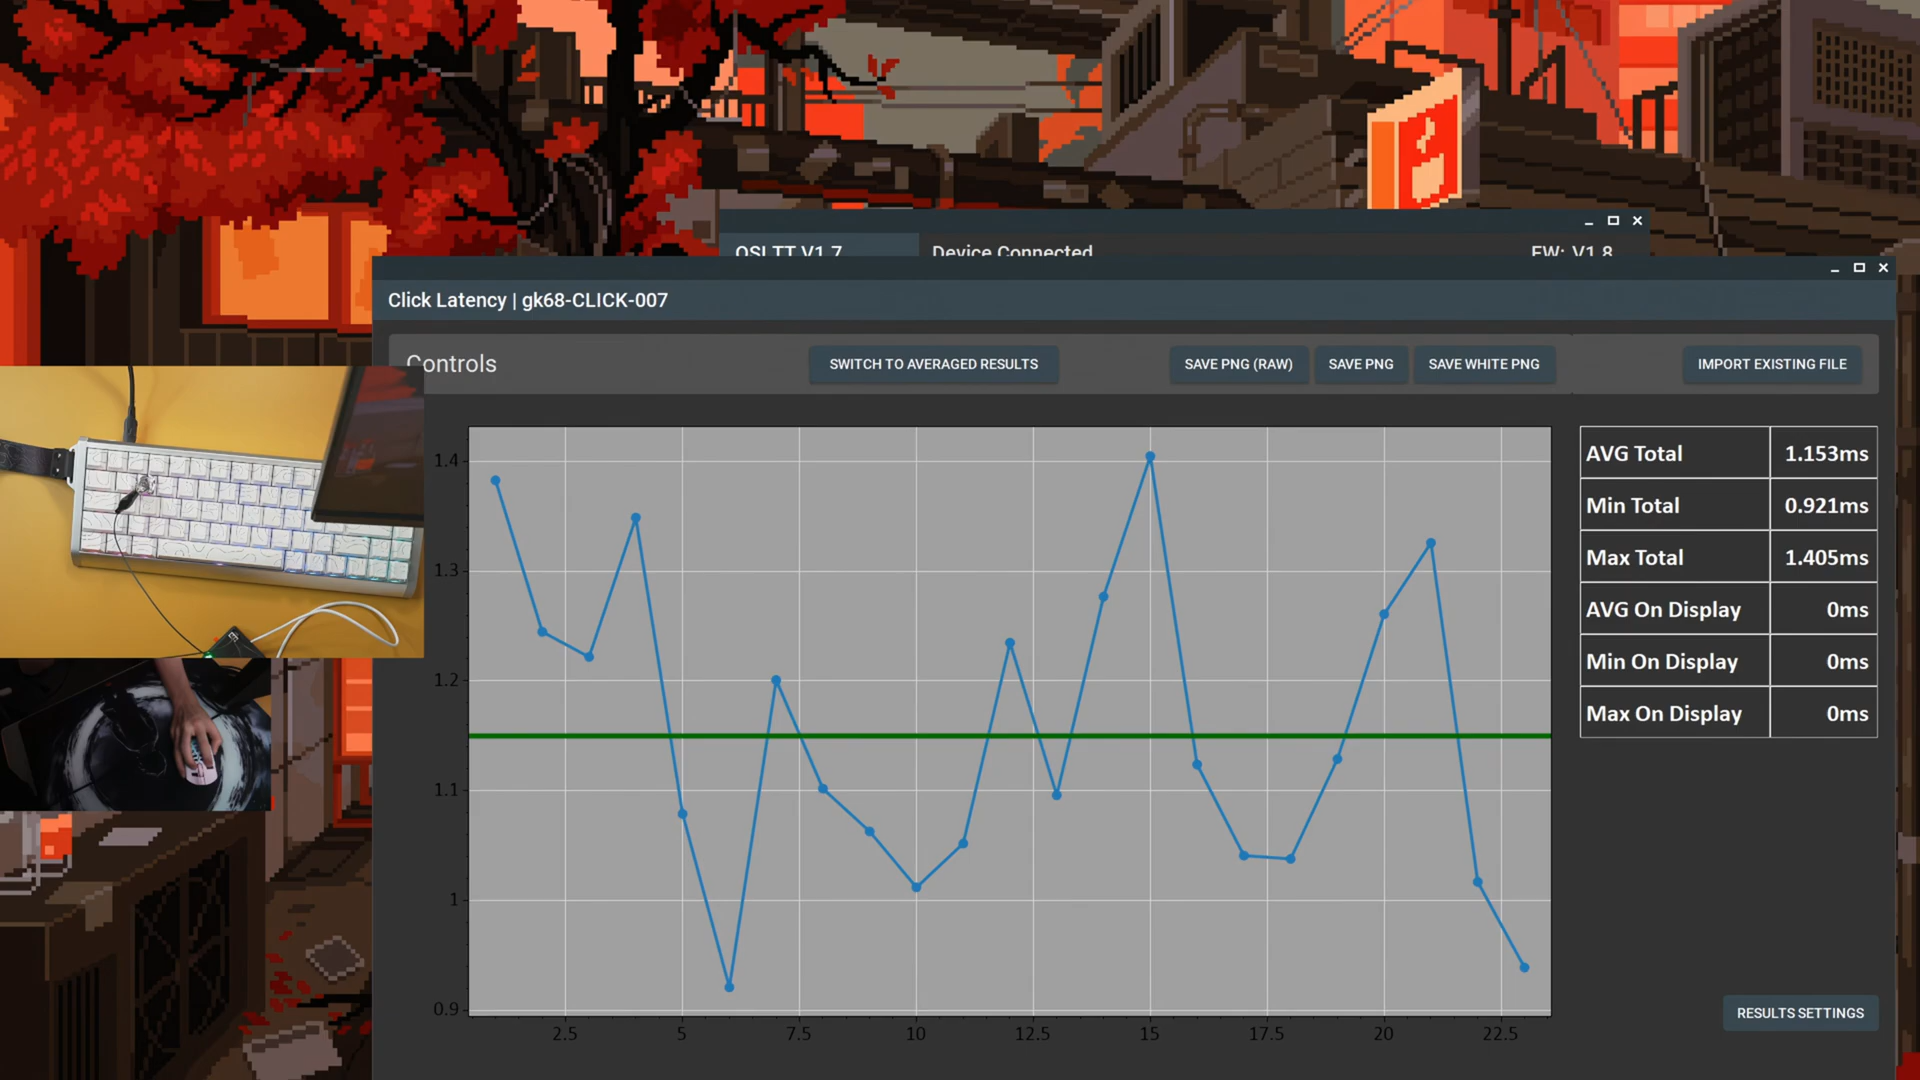 OSLTT V1.7 Device Connected FW: V1.8
Click Latency | gk68-CLICK-007
Controls SWITCH TO AVERAGED RESULTS SAVE PNG (RAW) SAVE PNG SAVE WHITE PNG IMPORT EXISTING FILE
1.4
1.3
1.2
1.1
1
0.9
2.5 5 7.5 10 12.5 15 17.5 20 22.5
AVG Total 1.153ms
Min Total 0.921ms
Max Total 1.405ms
AVG On Display 0ms
Min On Display 0ms
Max On Display 0ms
RESULTS SETTINGS